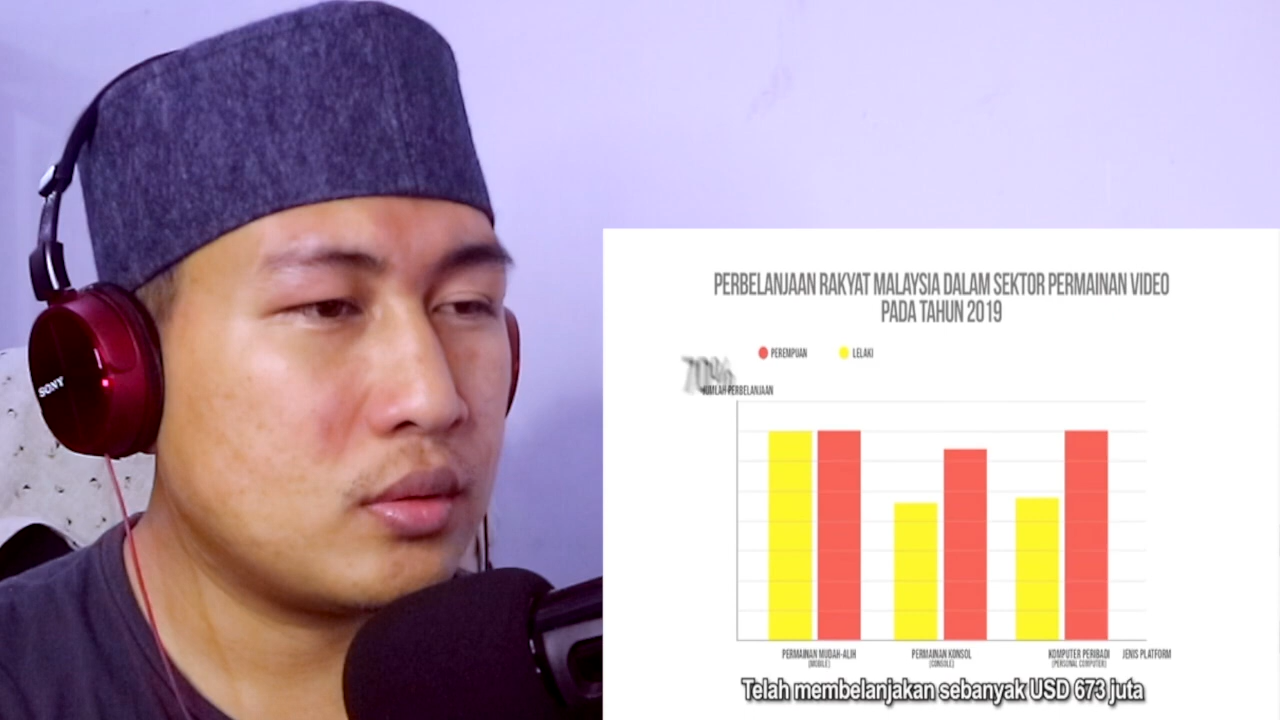 SONY
PERBELANJAAN RAKYAT MALAYSIA DALAM SEKTOR PERMAINAN VIDEO
PADA TAHUN 2019
PEREMPUAN
LELAKI
70%
JUMLAH PERBELANJAAN
PERMAINAN MUDAH-ALIH
(MOBILE)
PERMAINAN KONSOL
(CONSOLE)
KOMPUTER PERIBADI
(PERSONAL COMPUTER)
JENIS PLATFORM
Telah membelanjakan sebanyak USD 673 juta